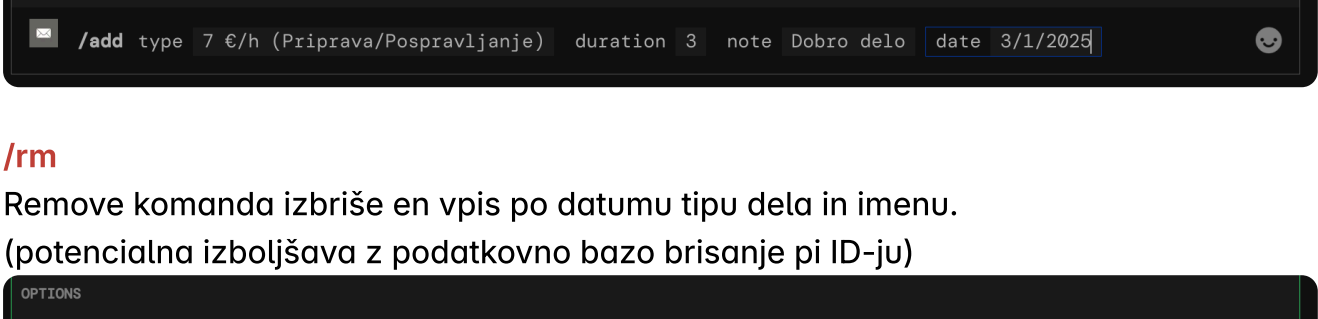 /add type 7 €/h (Priprava/Pospravljanje) duration 3 note Dobro delo date 3/1/2025
/rm
Remove komanda izbriše en vpis po datumu tipu dela in imenu.
(potencialna izboljšava z podatkovno bazo brisanje pi ID-ju)
OPTIONS